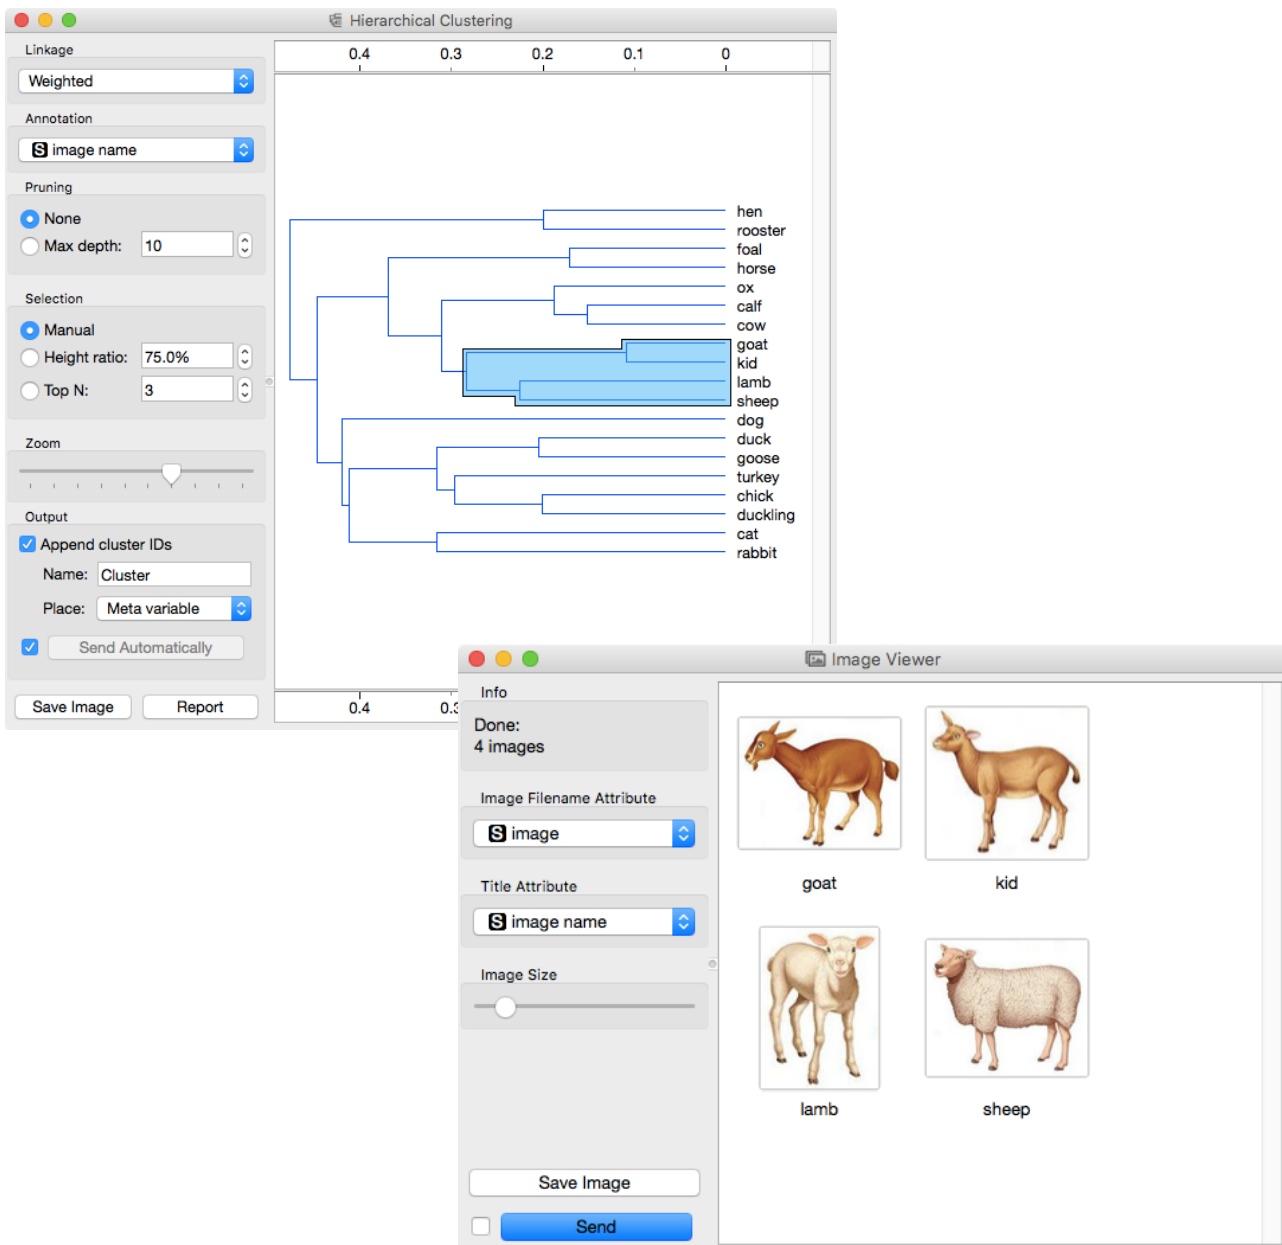 Hierarchical Clustering
Linkage
Weighted
Annotation
S image name
Pruning
None
Max depth: 10
Selection
Manual
Height ratio: 75.0%
Top N: 3
Zoom
Output
Append cluster IDs
Name: Cluster
Place: Meta variable
Send Automatically
Save Image Report
0.4 0.3 0.2 0.1 0
hen
rooster
foal
horse
ox
calf
cow
goat
kid
lamb
sheep
dog
duck
goose
turkey
chick
duckling
cat
rabbit
0.4
Image Viewer
Info
Done:
4 images
Image Filename Attribute
S image
Title Attribute
S image name
Image Size
Save Image
Send
goat kid
lamb sheep